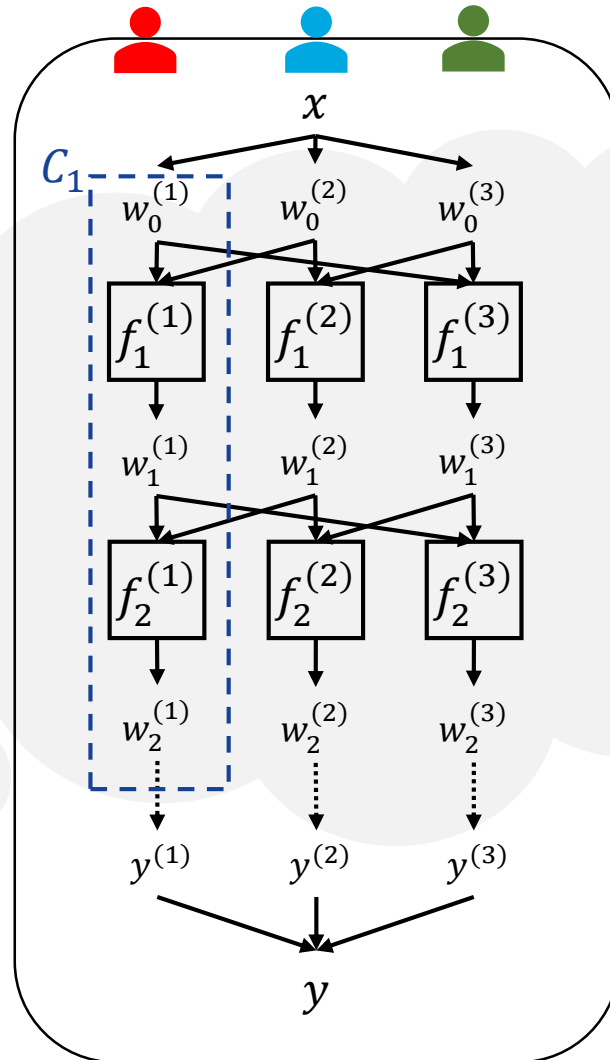 x
C₁
w₀⁽¹⁾ w₀⁽²⁾ w₀⁽³⁾
f₁⁽¹⁾ f₁⁽²⁾ f₁⁽³⁾
w₁⁽¹⁾ w₁⁽²⁾ w₁⁽³⁾
f₂⁽¹⁾ f₂⁽²⁾ f₂⁽³⁾
w₂⁽¹⁾ w₂⁽²⁾ w₂⁽³⁾
y⁽¹⁾ y⁽²⁾ y⁽³⁾
y